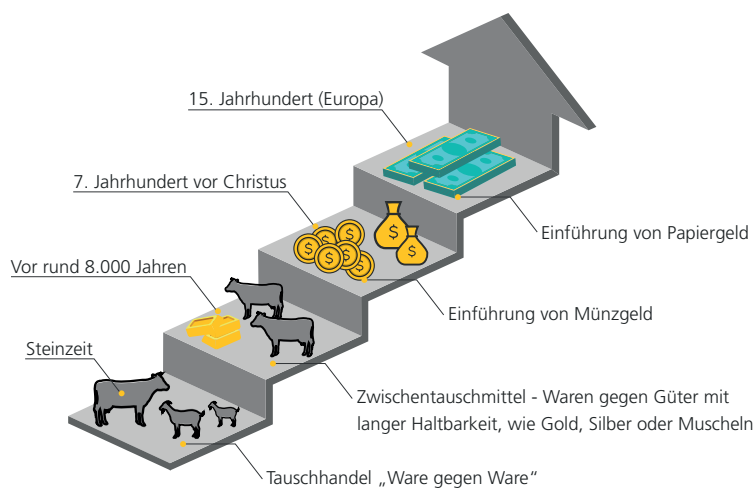 15. Jahrhundert (Europa)
7. Jahrhundert vor Christus
Einführung von Papiergeld
Vor rund 8.000 Jahren
Einführung von Münzgeld
Steinzeit
Zwischentauschmittel - Waren gegen Güter mit
langer Haltbarkeit, wie Gold, Silber oder Muscheln
Tauschhandel „Ware gegen Ware“